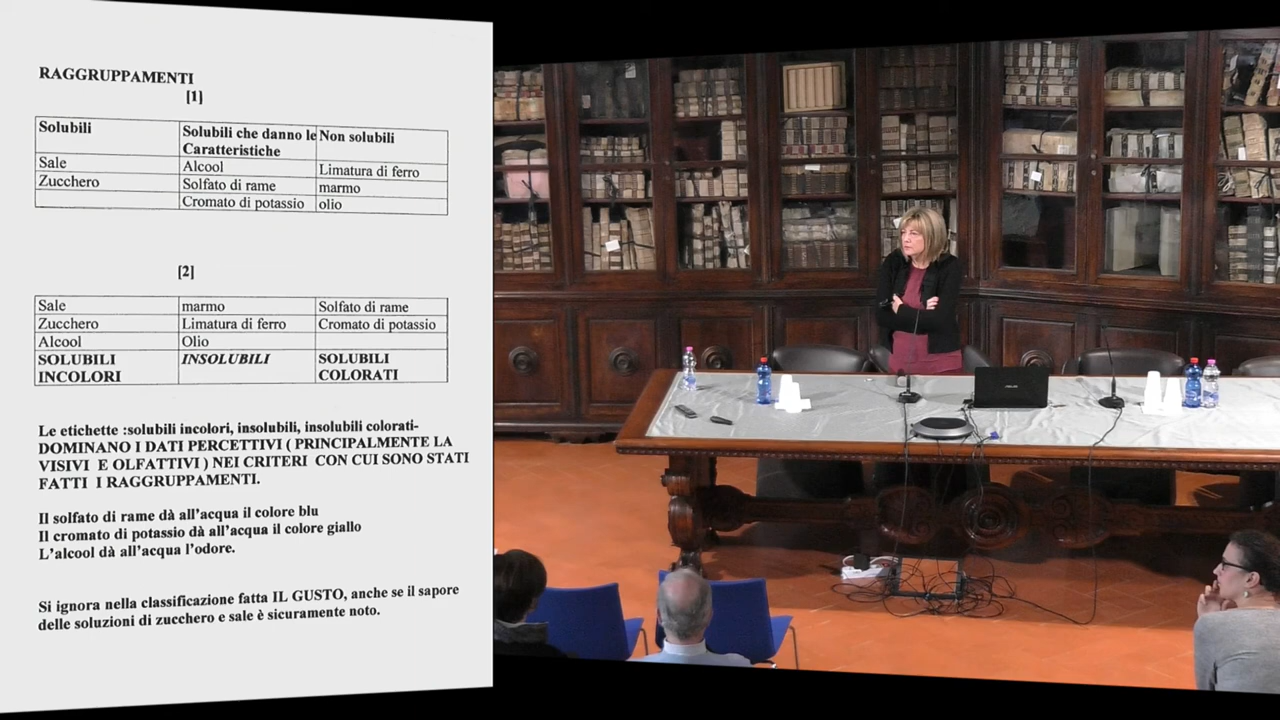 RAGGRUPPAMENTI
[1]
Solubili Solubili che danno le Caratteristiche Non solubili
Sale Alcool Limatura di ferro
Zucchero Solfato di rame marmo
Cromato di potassio olio
[2]
Sale marmo Solfato di rame
Zucchero Limatura di ferro Cromato di potassio
Alcool Olio
SOLUBILI INCOLORI INSOLUBILI SOLUBILI COLORATI
Le etichette :solubili incolori, insolubili, insolubili colorati-
DOMINANO I DATI PERCETTIVI ( PRINCIPALMENTE LA
VISIVI E OLFATTIVI ) NEI CRITERI CON CUI SONO STATI
FATTI I RAGGRUPPAMENTI.
Il solfato di rame dà all'acqua il colore blu
Il cromato di potassio dà all'acqua il colore giallo
L'alcool dà all'acqua l'odore.
Si ignora nella classificazione fatta IL GUSTO, anche se il sapore
delle soluzioni di zucchero e sale è sicuramente noto.